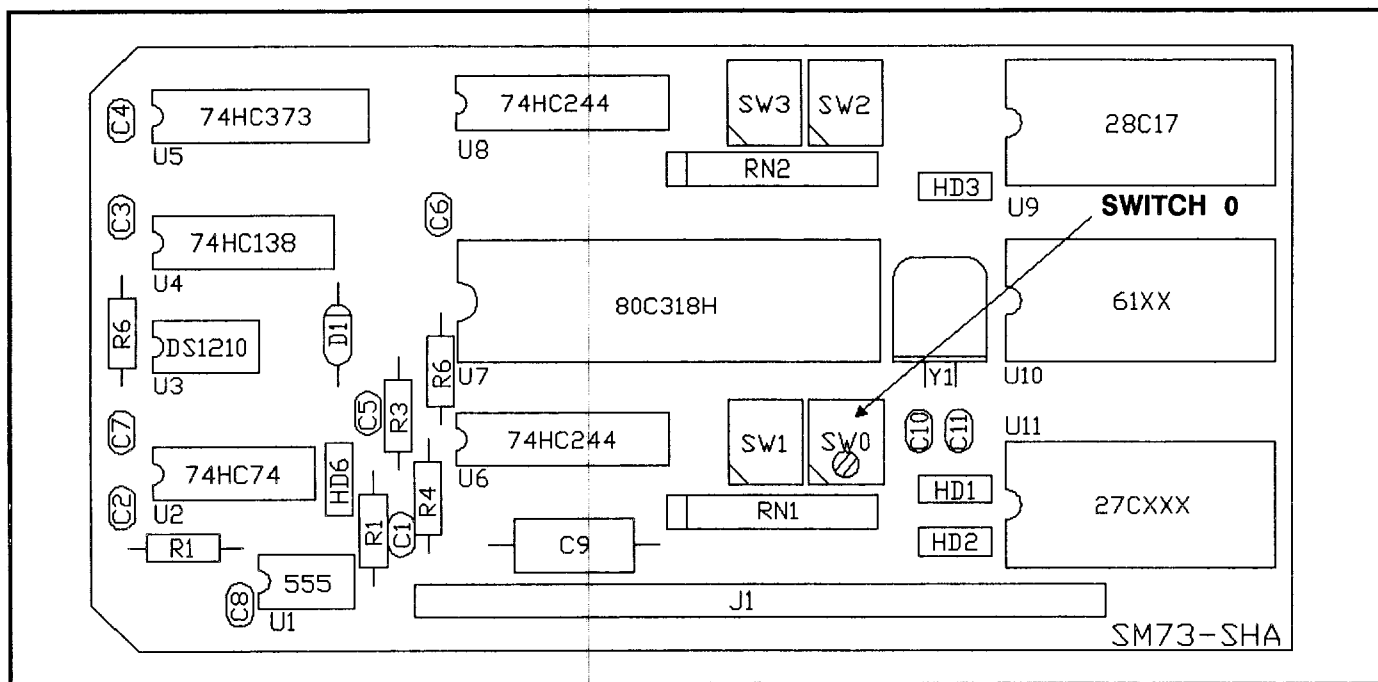 C4
74HC373
U5
74HC244
U8
SW3
SW2
RN2
28C17
HD3
U9
SWITCH 0
C3
74HC138
U4
C6
80C318H
U7
61XX
U10
Y1
R6
DS1210
U3
D1
R6
C5
R3
C7
74HC74
U2
HD6
C2
R1
R1
C1
R4
74HC244
U6
SW1
SW0
C10
C11
U11
27CXXX
HD1
HD2
RN1
C9
C8
555
U1
J1
SM73-SHA